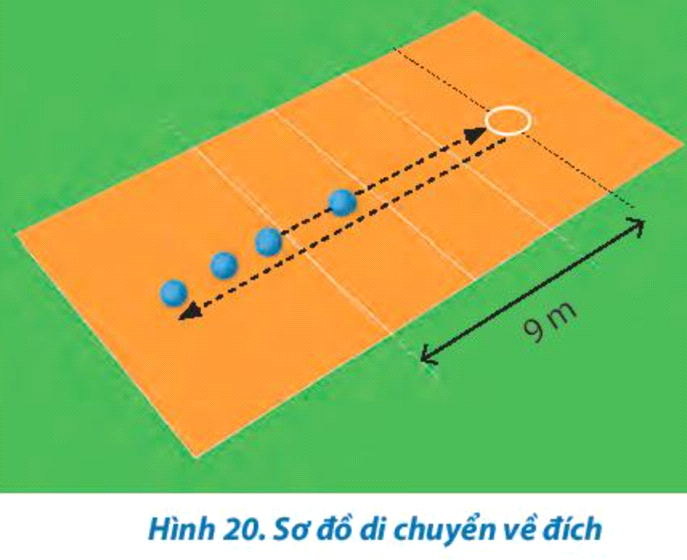 9 m
Hình 20. Sơ đồ di chuyển về đích